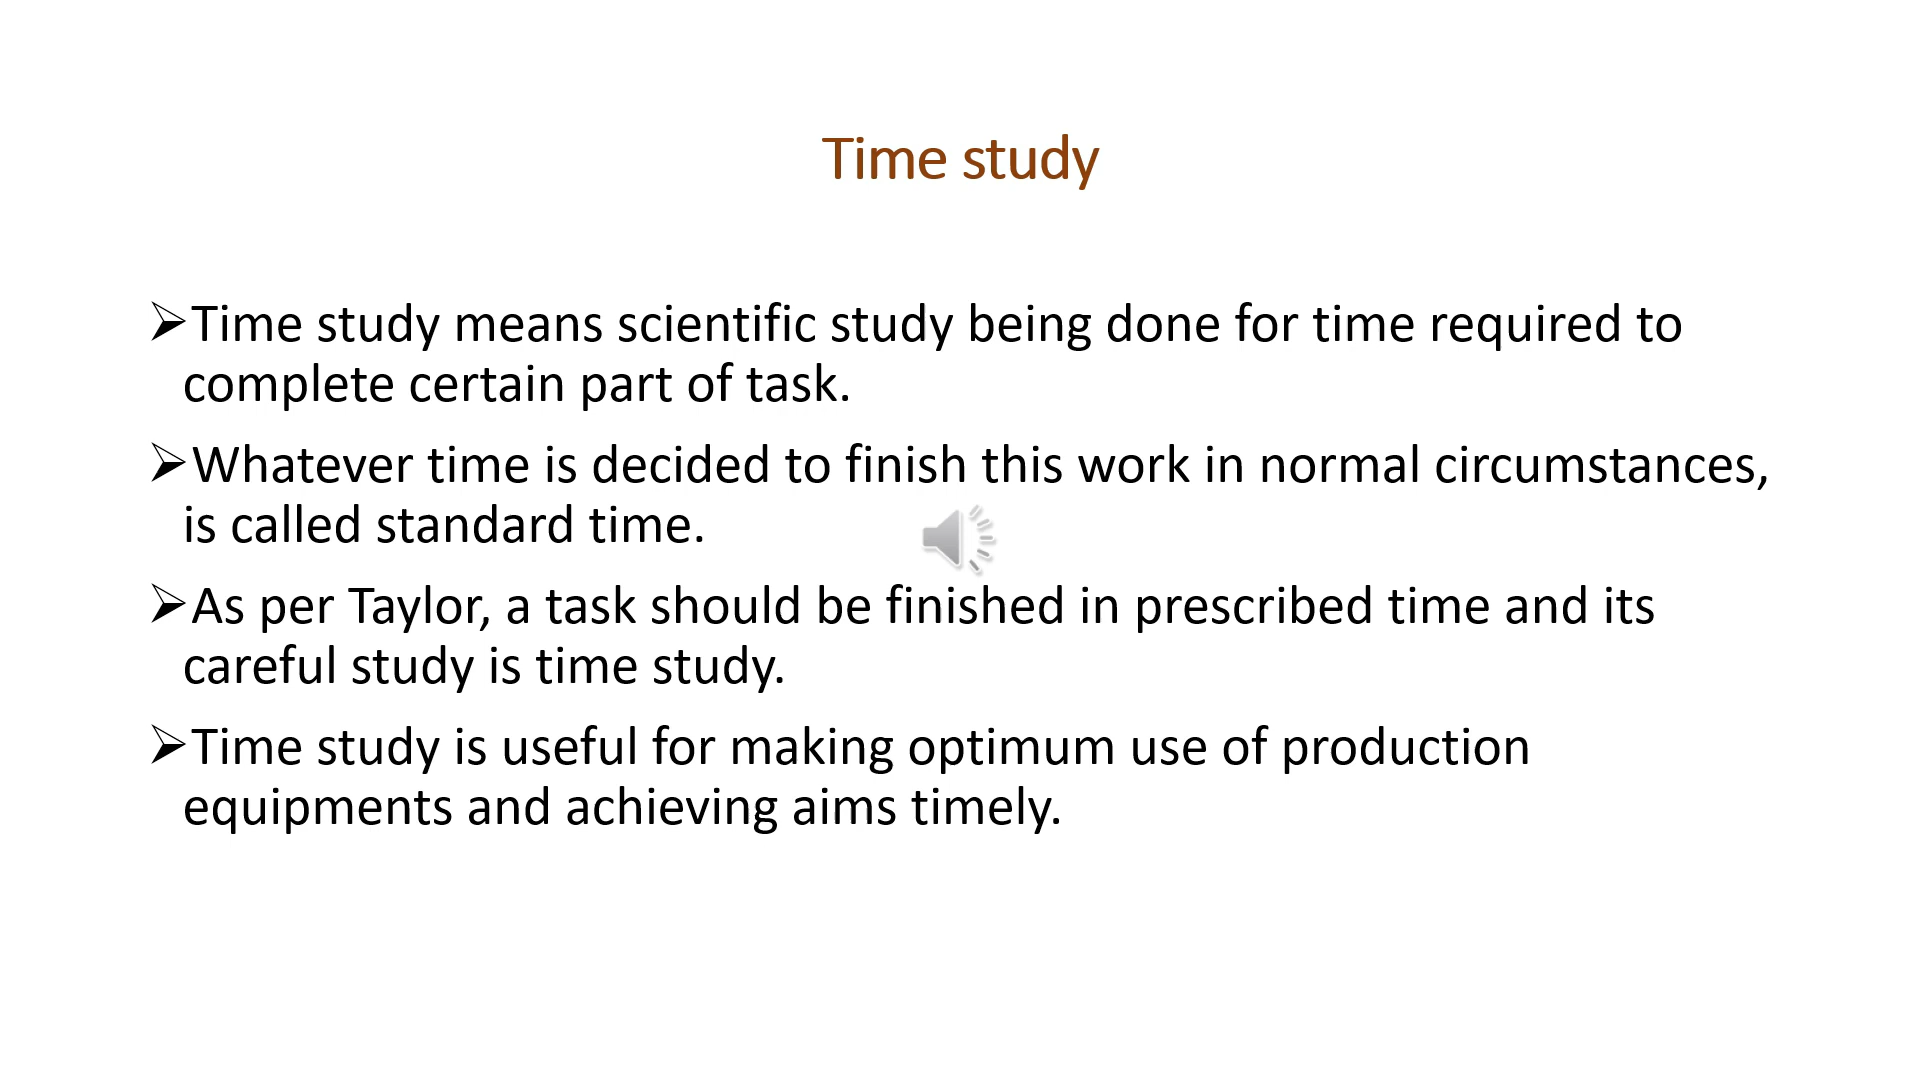 Time study
➢Time study means scientific study being done for time required to
complete certain part of task.
➢Whatever time is decided to finish this work in normal circumstances,
is called standard time.
➢As per Taylor, a task should be finished in prescribed time and its
careful study is time study.
➢Time study is useful for making optimum use of production
equipments and achieving aims timely.